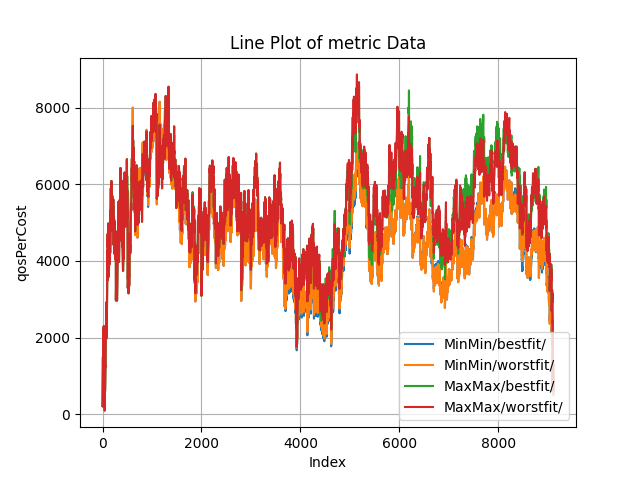 Line Plot of metric Data
qosPerCost
8000
6000
4000
2000
0
0 2000 4000 6000 8000
Index
MinMin/bestfit/
MinMin/worstfit/
MaxMax/bestfit/
MaxMax/worstfit/